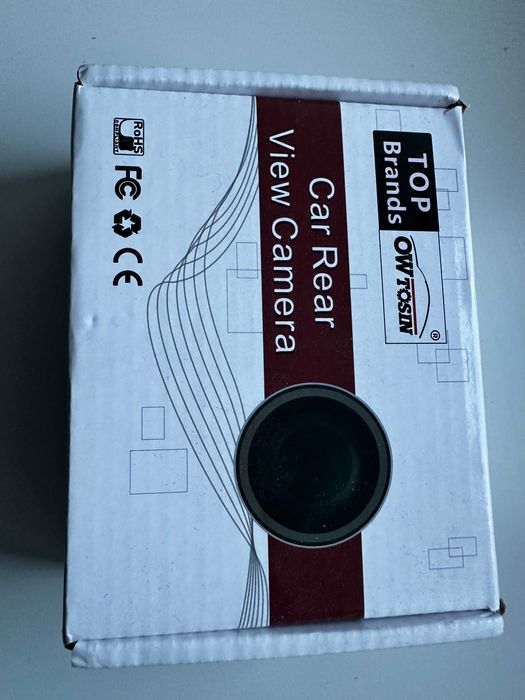 TOP
Brands
OWTOSIN®
Car Rear
View Camera
RoHS
FC
CE